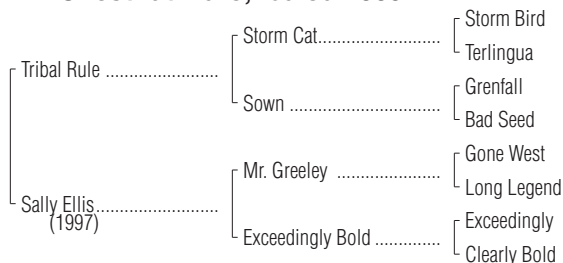 Storm Bird
Storm Cat
Terlingua
Tribal Rule
Grenfall
Sown
Bad Seed
Gone West
Mr. Greeley
Long Legend
Sally Ellis
(1997)
Exceedingly
Exceedingly Bold
Clearly Bold